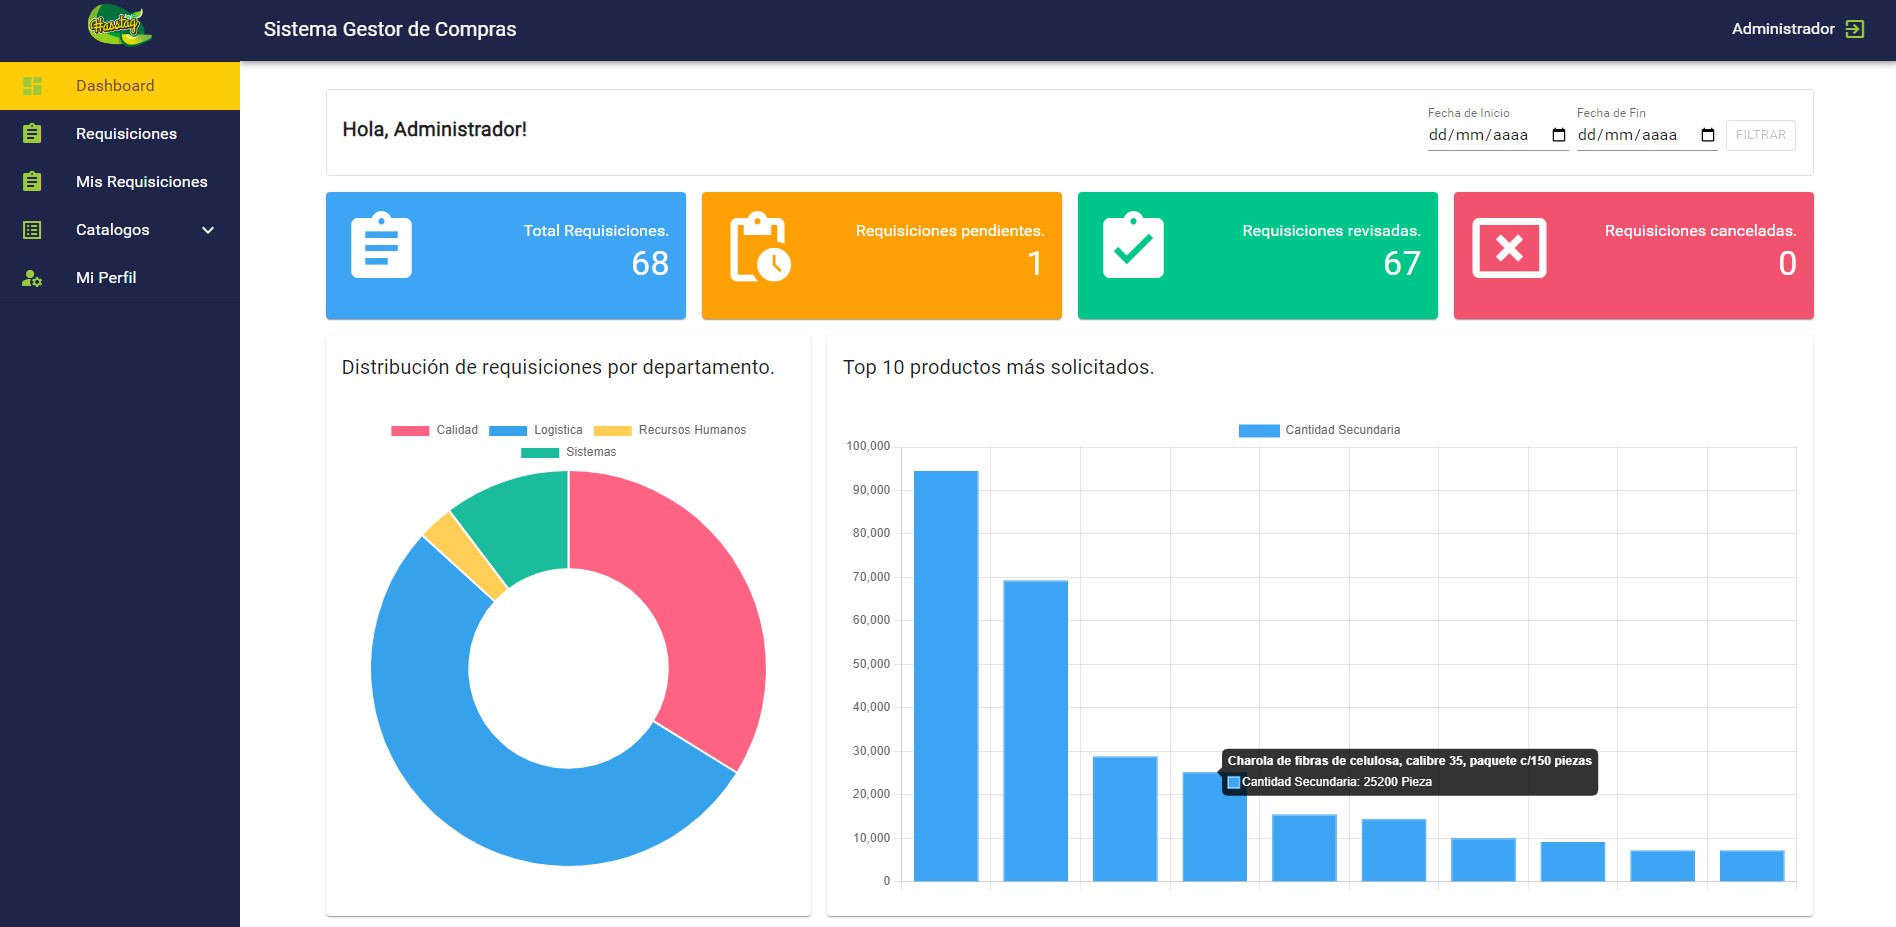 Hasstag
Sistema Gestor de Compras
Administrador
Dashboard
Requisiciones
Mis Requisiciones
Catalogos
Mi Perfil
Hola, Administrador!
Fecha de Inicio
dd/mm/aaaa
Fecha de Fin
dd/mm/aaaa
FILTRAR
Total Requisiciones.
68
Requisiciones pendientes.
1
Requisiciones revisadas.
67
Requisiciones canceladas.
0
Distribución de requisiciones por departamento.
Calidad
Logistica
Recursos Humanos
Sistemas
Top 10 productos más solicitados.
Cantidad Secundaria
100,000
90,000
80,000
70,000
60,000
50,000
40,000
30,000
20,000
10,000
0
Charola de fibras de celulosa, calibre 35, paquete c/150 piezas
Cantidad Secundaria: 25200 Pieza